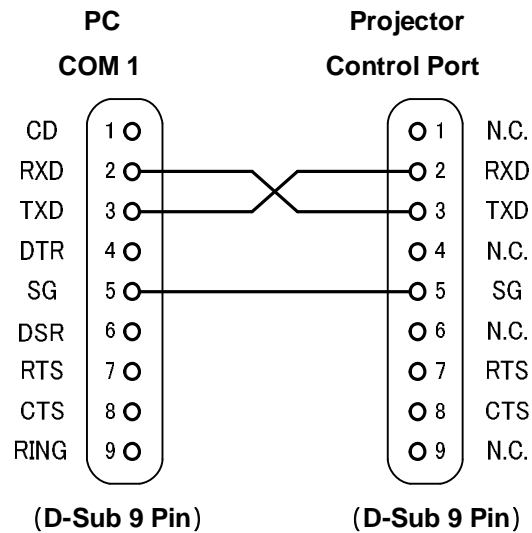 PC Projector
COM 1 Control Port
CD 1 1 N.C.
RXD 2 2 RXD
TXD 3 3 TXD
DTR 4 4 N.C.
SG 5 5 SG
DSR 6 6 N.C.
RTS 7 7 RTS
CTS 8 8 CTS
RING 9 9 N.C.
(D-Sub 9 Pin) (D-Sub 9 Pin)